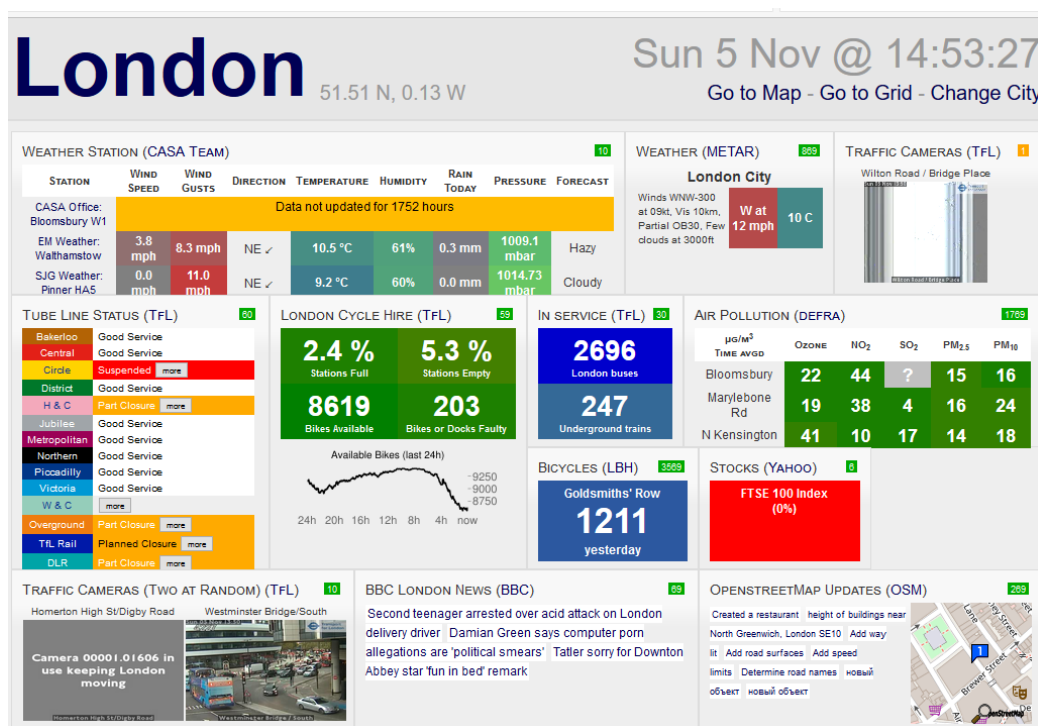 London
51.51 N, 0.13 W
Sun 5 Nov @ 14:53:27
Go to Map - Go to Grid - Change City
WEATHER STATION (CASA TEAM)
10
STATION WIND SPEED WIND GUSTS DIRECTION TEMPERATURE HUMIDITY RAIN TODAY PRESSURE FORECAST
CASA Office: Bloomsbury W1 Data not updated for 1752 hours
EM Weather: Walthamstow 3.8 mph 8.3 mph NE ↙ 10.5 °C 61% 0.3 mm 1009.1 mbar Hazy
SJG Weather: Pinner HA5 0.0 mph 11.0 mph NE ↙ 9.2 °C 60% 0.0 mm 1014.73 mbar Cloudy
WEATHER (METAR)
869
London City
Winds WNW-300
at 09kt, Vis 10km,
Partial OB30, Few
clouds at 3000ft
W at
12 mph
10 C
TRAFFIC CAMERAS (TFL)
1
Wilton Road / Bridge Place
Wilton Road/Bridge Place
TUBE LINE STATUS (TFL)
60
Bakerloo Good Service
Central Good Service
Circle Suspended more
District Good Service
H & C Part Closure more
Jubilee Good Service
Metropolitan Good Service
Northern Good Service
Piccadilly Good Service
Victoria Good Service
W & C more
Overground Part Closure more
TfL Rail Planned Closure more
DLR Part Closure more
LONDON CYCLE HIRE (TFL)
59
2.4 % 5.3 %
Stations Full Stations Empty
8619 203
Bikes Available Bikes or Docks Faulty
Available Bikes (last 24h)
-9250
-9000
-8750
24h 20h 16h 12h 8h 4h now
IN SERVICE (TFL)
30
2696
London buses
247
Underground trains
AIR POLLUTION (DEFRA)
1769
µG/M³
TIME AVGD OZONE NO₂ SO₂ PM₂.₅ PM₁₀
Bloomsbury 22 44 ? 15 16
Marylebone Rd 19 38 4 16 24
N Kensington 41 10 17 14 18
BICYCLES (LBH)
3569
Goldsmiths' Row
1211
yesterday
STOCKS (YAHOO)
6
FTSE 100 Index
(0%)
TRAFFIC CAMERAS (TWO AT RANDOM) (TFL)
10
Homerton High St/Digby Road
Camera 00001.01606 in
use keeping London
moving
Homerton High St/Digby Road
Westminster Bridge/South
Westminster Bridge / South
BBC LONDON NEWS (BBC)
69
Second teenager arrested over acid attack on London
delivery driver Damian Green says computer porn
allegations are 'political smears' Tatler sorry for Downton
Abbey star 'fun in bed' remark
OPENSTREETMAP UPDATES (OSM)
269
Created a restaurant height of buildings near
North Greenwich, London SE10 Add way
lit Add road surfaces Add speed
limits Determine road names новый
объект новый объект
1
Brewer Street
OpenStreetMap